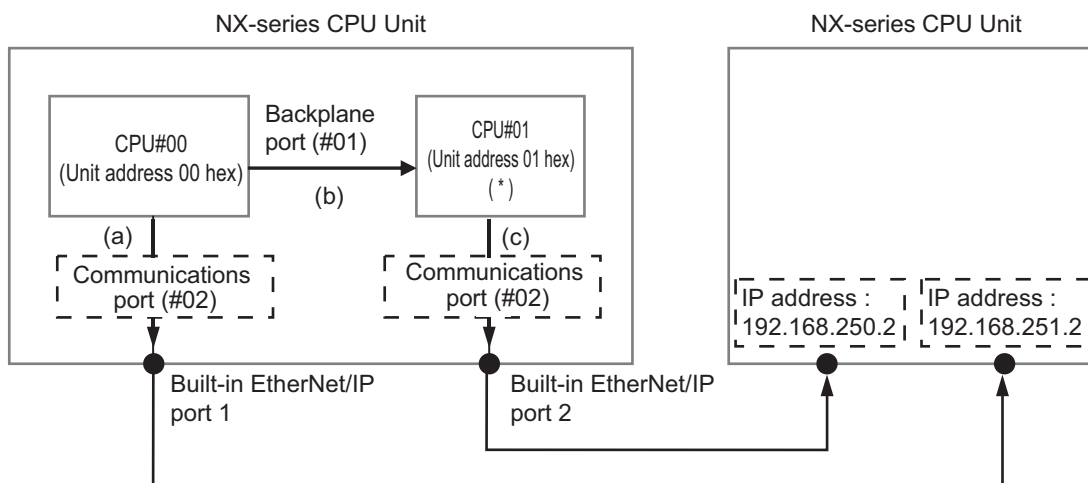 NX-series CPU Unit
NX-series CPU Unit
CPU#00
(Unit address 00 hex)
Backplane
port (#01)
(b)
CPU#01
(Unit address 01 hex)
( * )
(a)
(c)
Communications
port (#02)
Communications
port (#02)
IP address :
192.168.250.2
IP address :
192.168.251.2
Built-in EtherNet/IP
port 1
Built-in EtherNet/IP
port 2